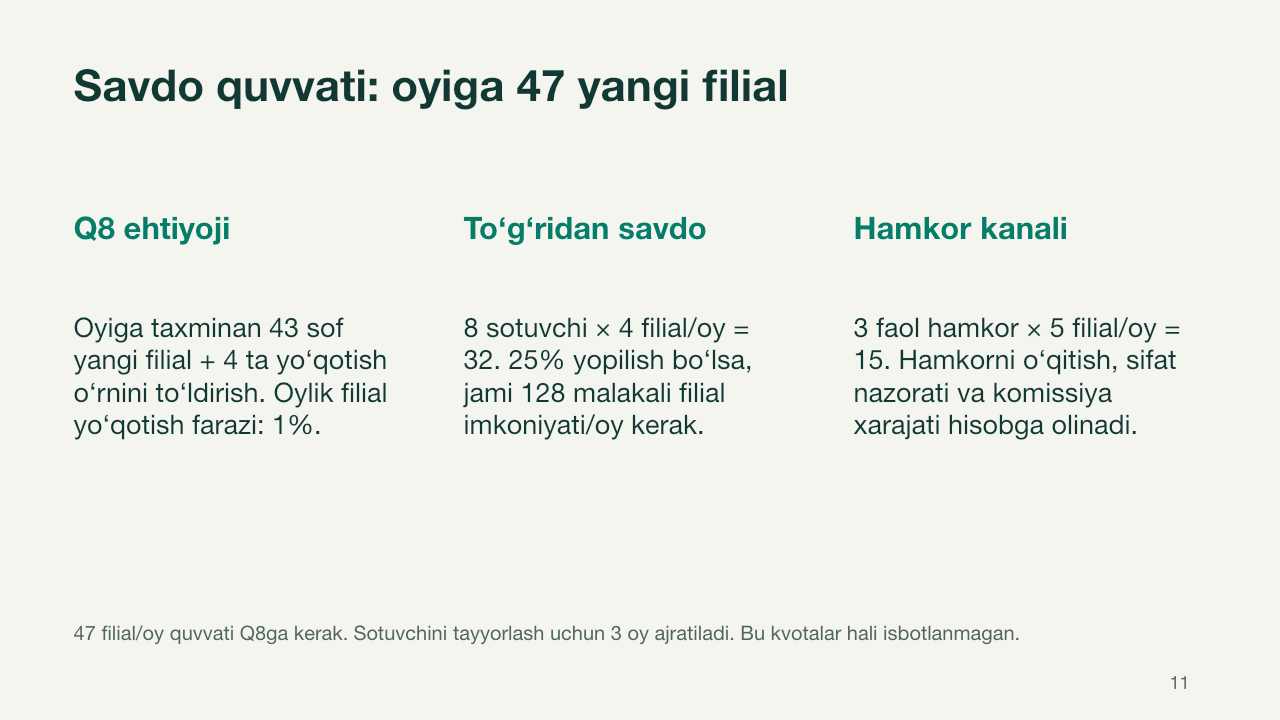 Savdo quvvati: oyiga 47 yangi filial
Q8 ehtiyoji
Oyiga taxminan 43 sof
yangi filial + 4 ta yo‘qotish
o‘rnini to‘ldirish. Oylik filial
yo‘qotish farazi: 1%.
To‘g‘ridan savdo
8 sotuvchi × 4 filial/oy =
32. 25% yopilish bo‘lsa,
jami 128 malakali filial
imkoniyati/oy kerak.
Hamkor kanali
3 faol hamkor × 5 filial/oy =
15. Hamkorni o‘qitish, sifat
nazorati va komissiya
xarajati hisobga olinadi.
47 filial/oy quvvati Q8ga kerak. Sotuvchini tayyorlash uchun 3 oy ajratiladi. Bu kvotalar hali isbotlanmagan.
11